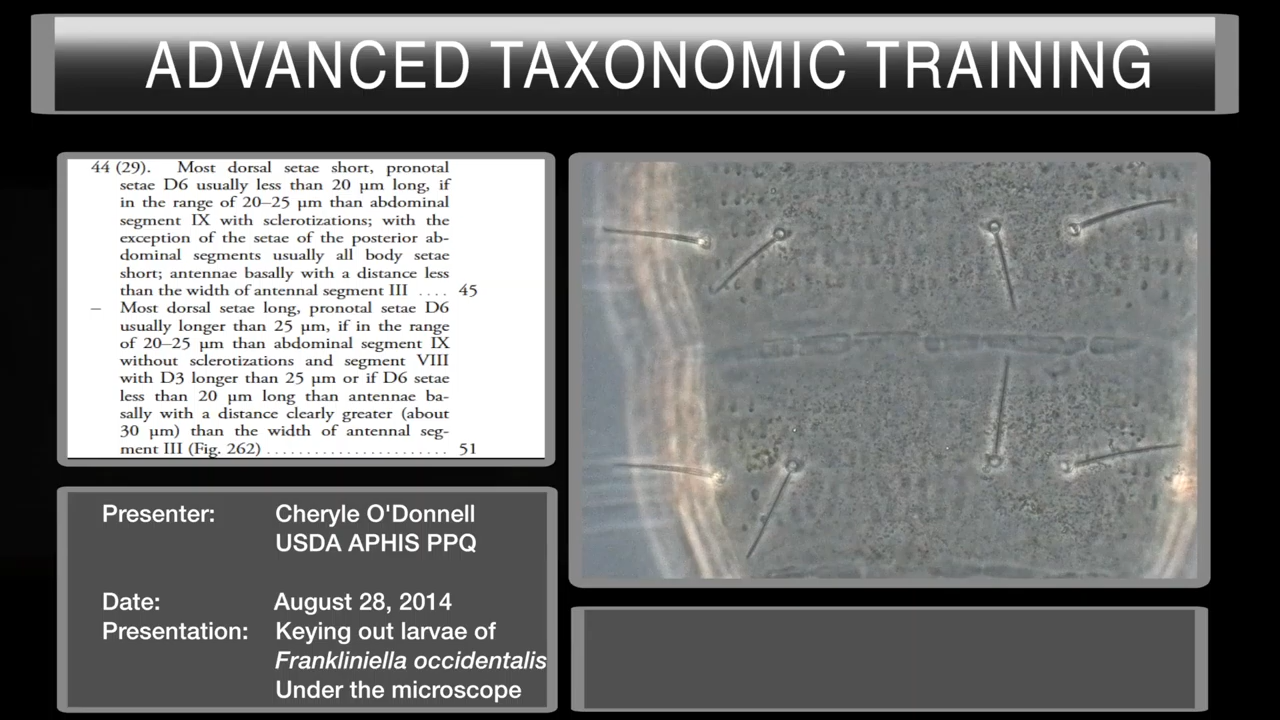 ADVANCED TAXONOMIC TRAINING
44 (29). Most dorsal setae short, pronotal
setae D6 usually less than 20 µm long, if
in the range of 20–25 µm than abdominal
segment IX with sclerotizations; with the
exception of the setae of the posterior ab-
dominal segments usually all body setae
short; antennae basally with a distance less
than the width of antennal segment III .... 45
– Most dorsal setae long, pronotal setae D6
usually longer than 25 µm, if in the range
of 20–25 µm than abdominal segment IX
without sclerotizations and segment VIII
with D3 longer than 25 µm or if D6 setae
less than 20 µm long than antennae ba-
sally with a distance clearly greater (about
30 µm) than the width of antennal seg-
ment III (Fig. 262) ........................ 51
Presenter: Cheryle O'Donnell
USDA APHIS PPQ
Date: August 28, 2014
Presentation: Keying out larvae of
Frankliniella occidentalis
Under the microscope